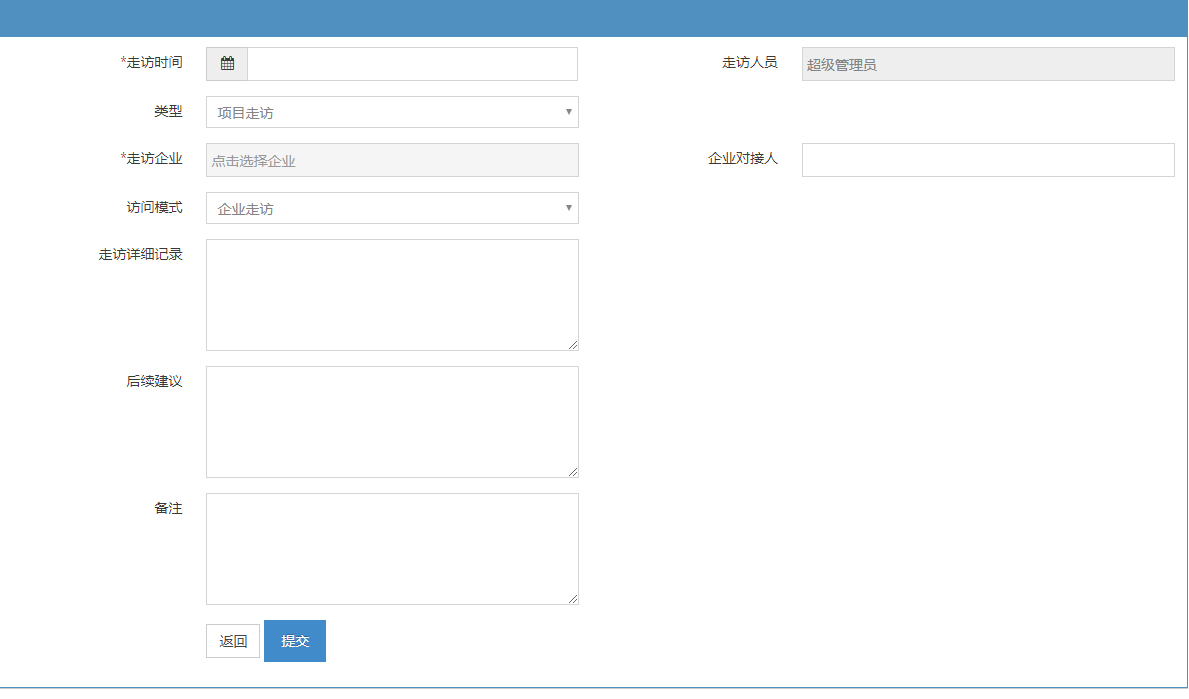 *走访时间
走访人员 超级管理员
类型 项目走访
*走访企业 点击选择企业
企业对接人
访问模式 企业走访
走访详细记录
后续建议
备注
返回 提交